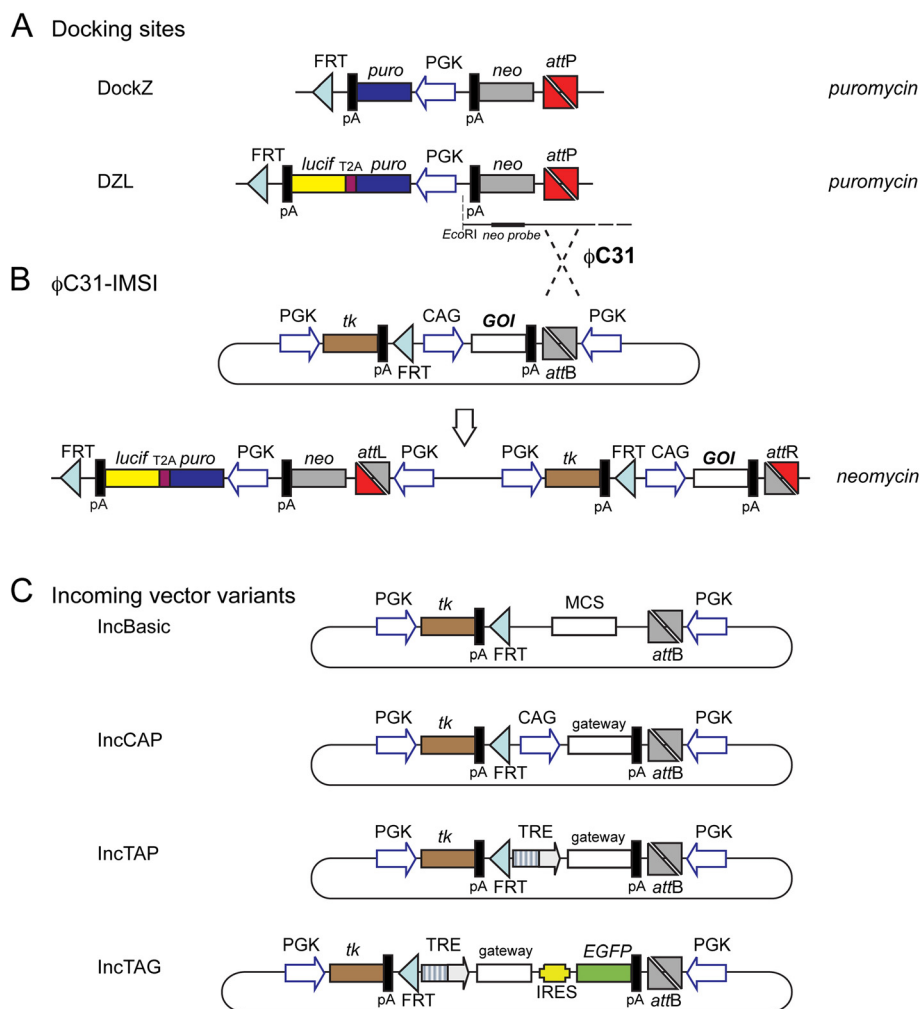 A Docking sites
FRT puro PGK neo attP
DockZ puromycin
pA pA
FRT lucif T2A puro PGK neo attP
DZL puromycin
pA pA
EcoRI neo probe
ϕC31
B ϕC31-IMSI
PGK tk CAG GOI PGK
pA FRT pA attB
FRT lucif T2A puro PGK neo attL PGK PGK tk FRT CAG GOI attR
neomycin
pA pA pA pA
C Incoming vector variants
IncBasic
PGK tk MCS PGK
pA FRT attB
IncCAP
PGK tk CAG gateway PGK
pA FRT pA attB
IncTAP
PGK tk TRE gateway PGK
pA FRT pA attB
IncTAG
PGK tk TRE gateway EGFP PGK
pA FRT IRES pA attB